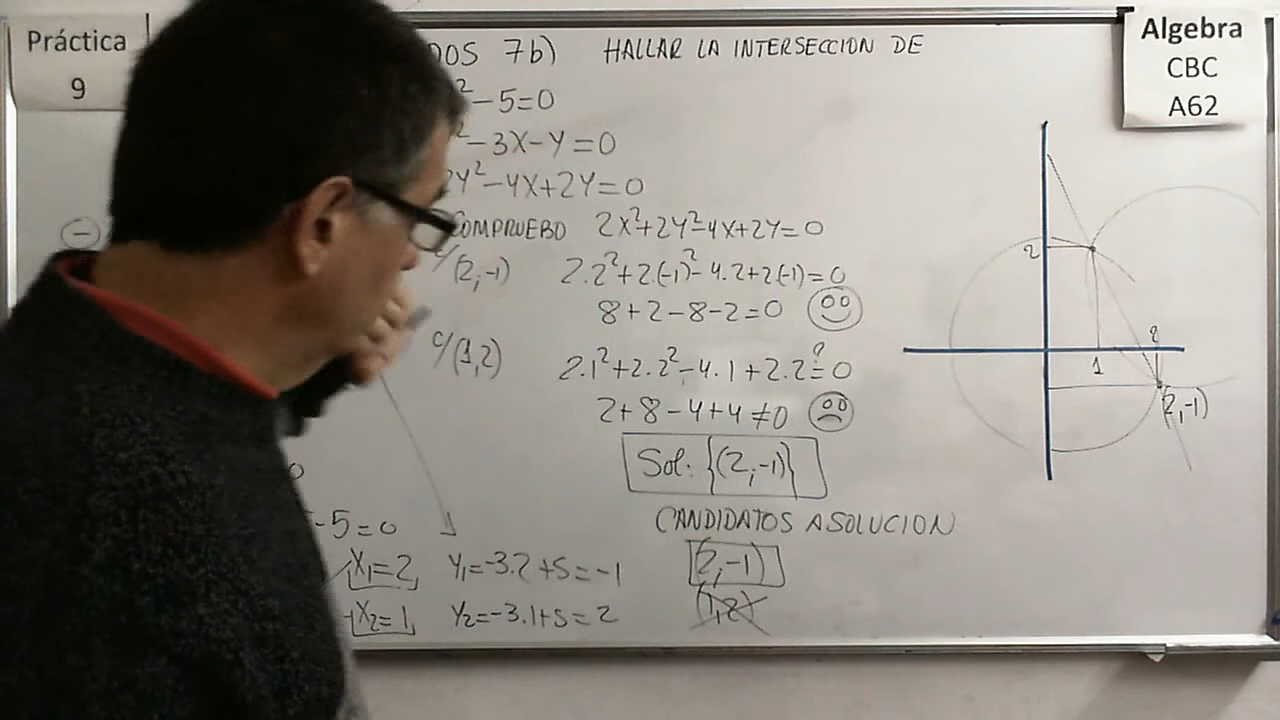 Práctica
9
Algebra
CBC
A62
7b) HALLAR LA INTERSECCION DE
²-5=0
²-3X-Y=0
2Y²-4X+2Y=0
COMPRUEBO 2X²+2Y²-4X+2Y=0
C/(2,-1) 2.2²+2(-1)²-4.2+2(-1)=0
8+2-8-2=0
C/(1,2) 2.1²+2.2²-4.1+2.2=0
?
2+8-4+4≠0
Sol: {(2,-1)}
CANDIDATOS A SOLUCION
-5=0
X₁=2 Y₁=-3.2+5=-1 (2,-1)
X₂=1 Y₂=-3.1+5=2 (1,2)
2
1
2
(2,-1)